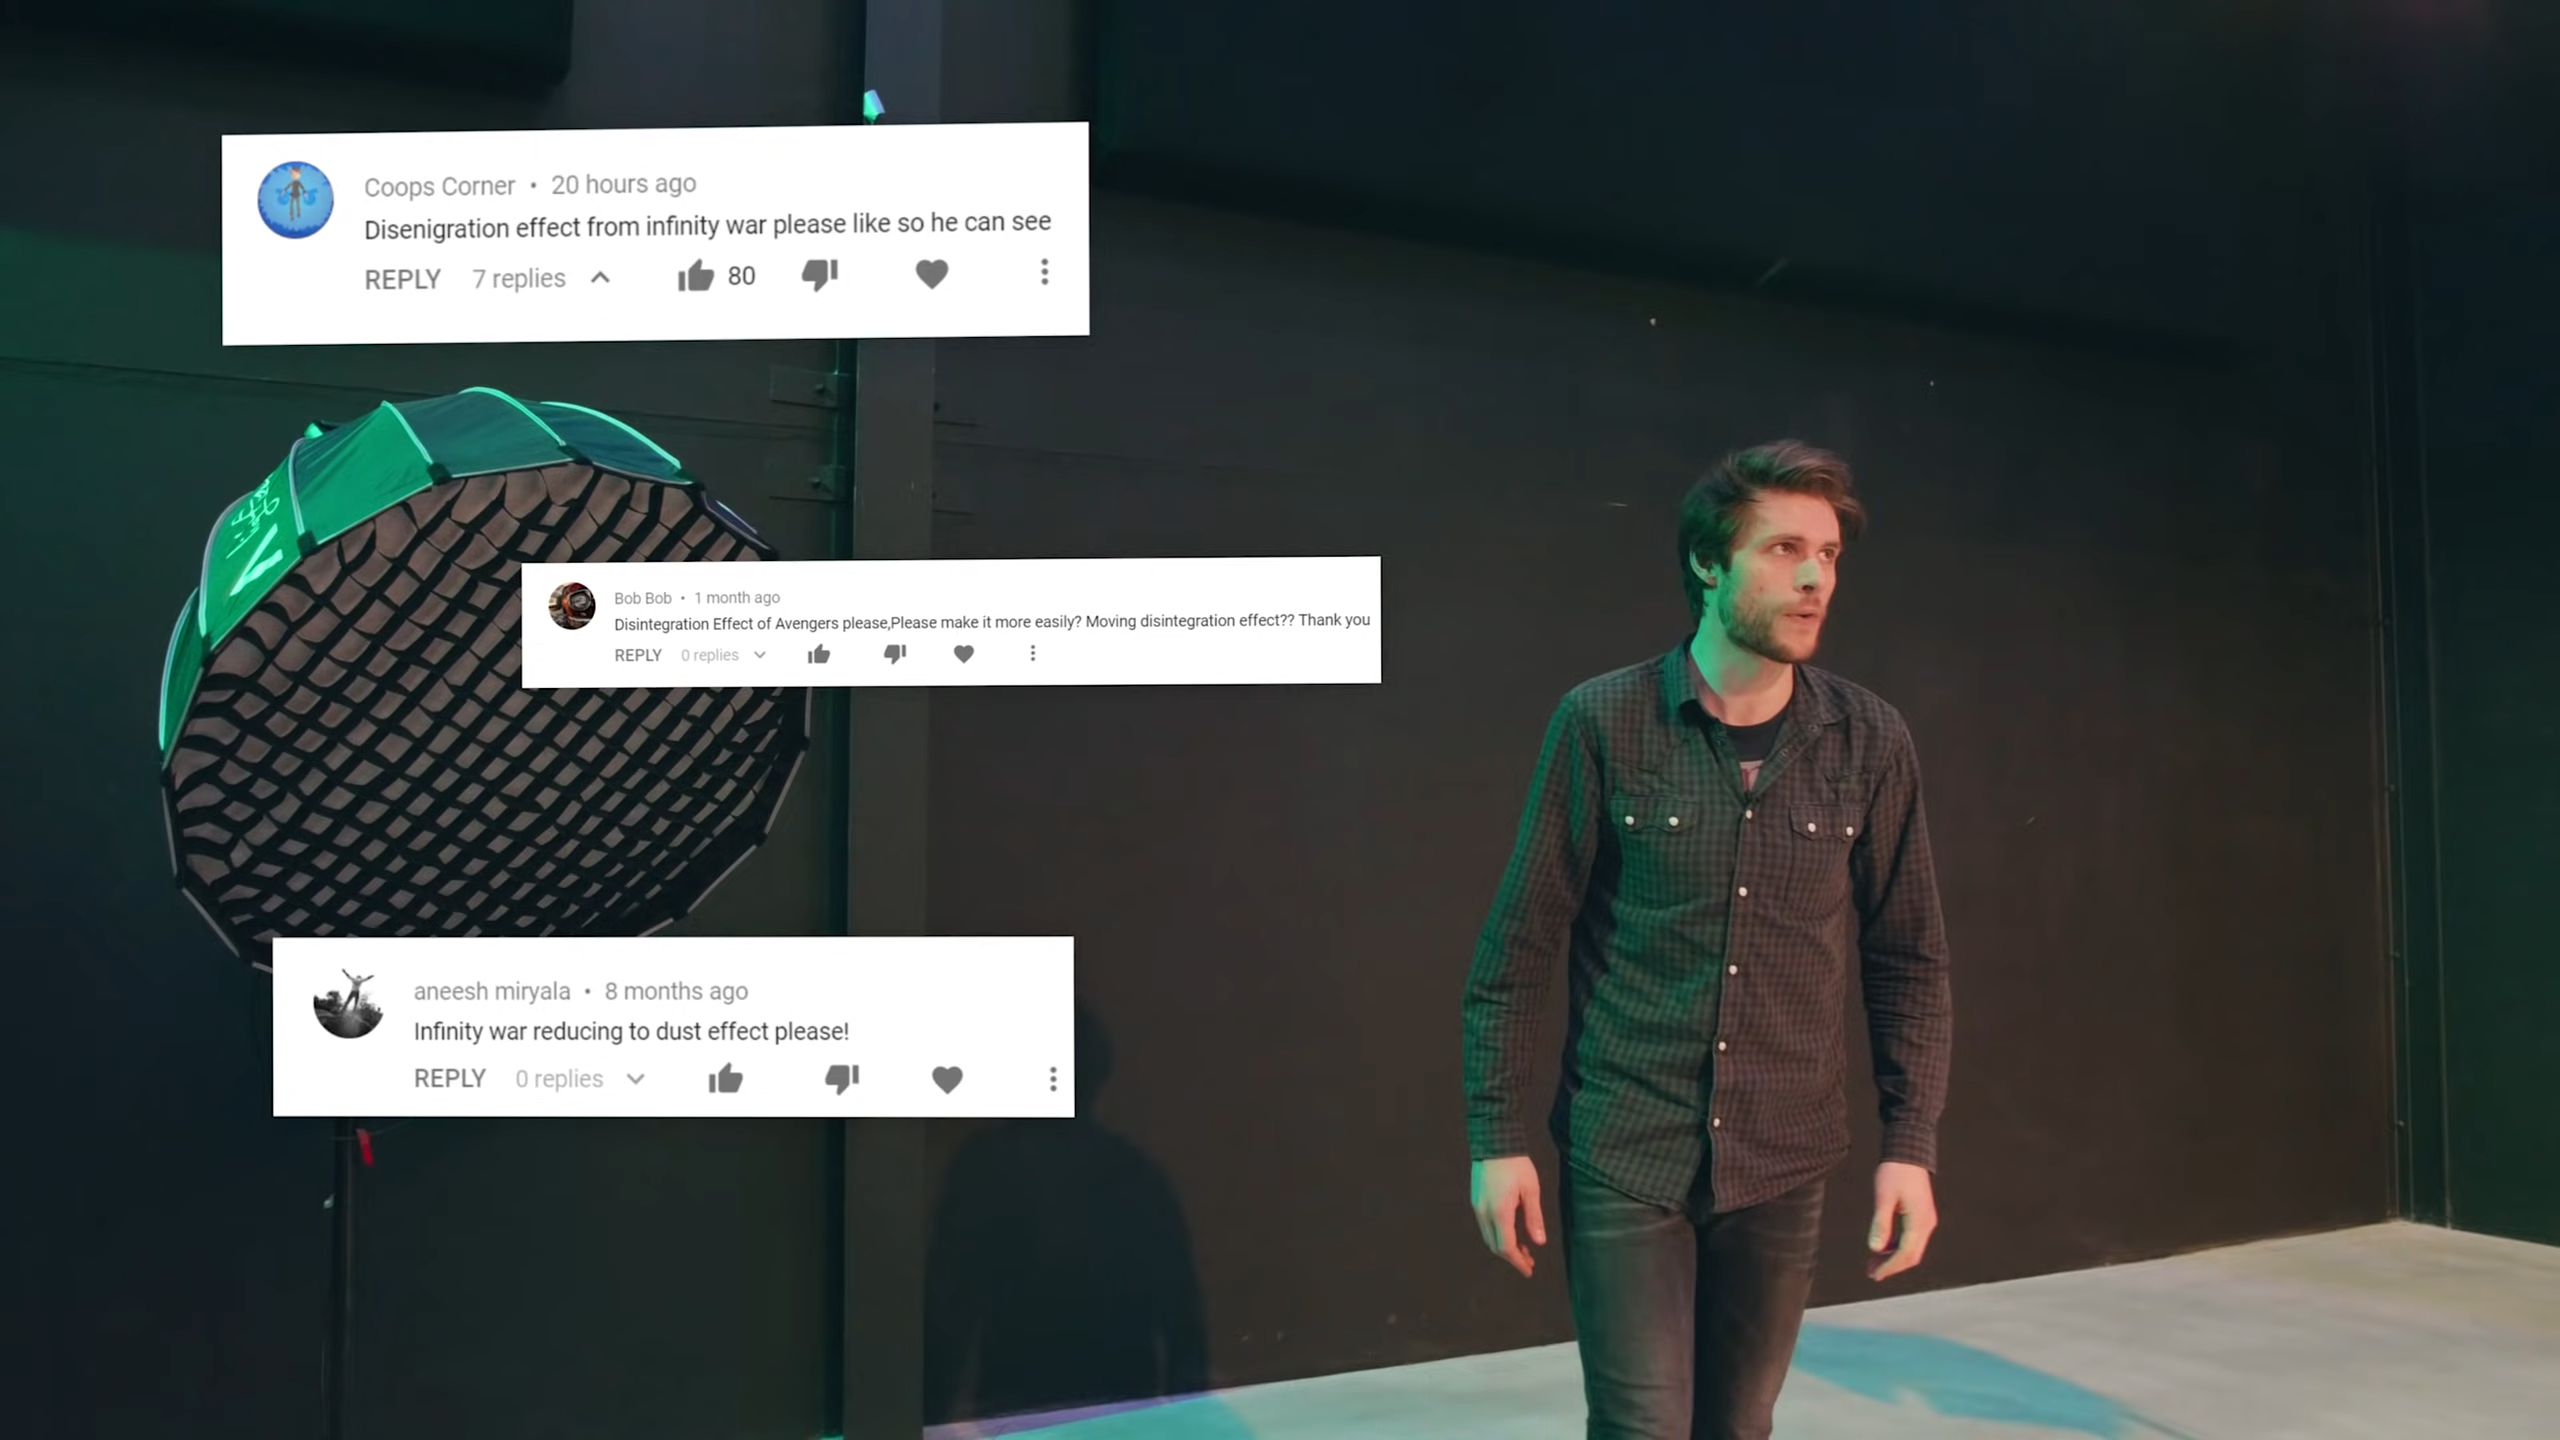 Coops Corner • 20 hours ago
Disenigration effect from infinity war please like so he can see
REPLY 7 replies 80
Bob Bob • 1 month ago
Disintegration Effect of Avengers please,Please make it more easily? Moving disintegration effect?? Thank you
REPLY 0 replies
aneesh miryala • 8 months ago
Infinity war reducing to dust effect please!
REPLY 0 replies